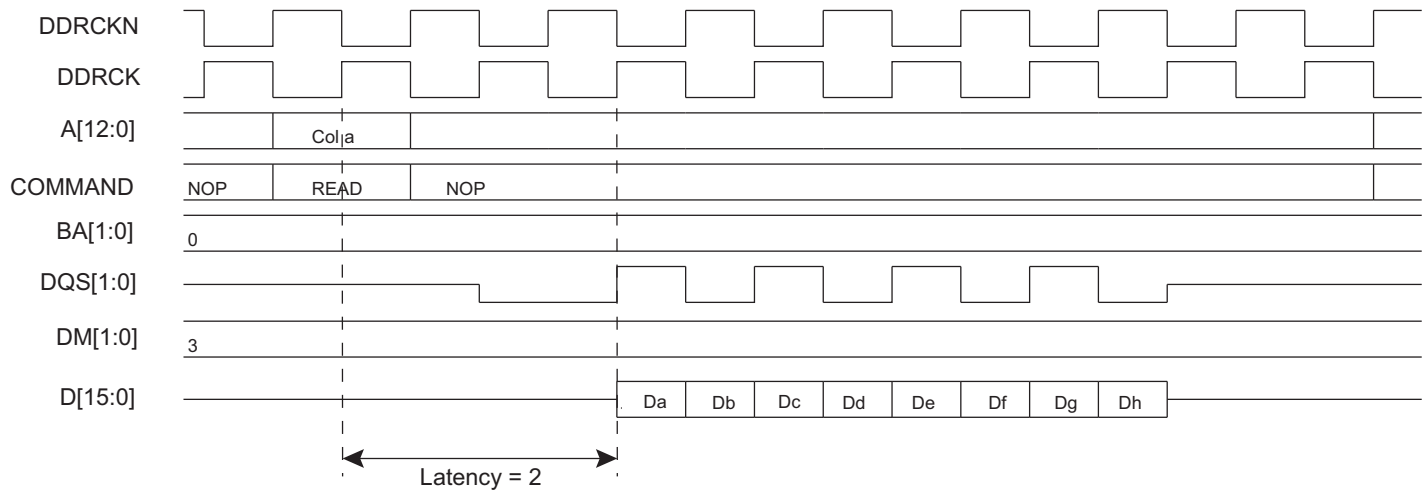 DDRCKN
DDRCK
A[12:0] Col a
COMMAND NOP READ NOP
BA[1:0] 0
DQS[1:0]
DM[1:0] 3
D[15:0] Da Db Dc Dd De Df Dg Dh
Latency = 2